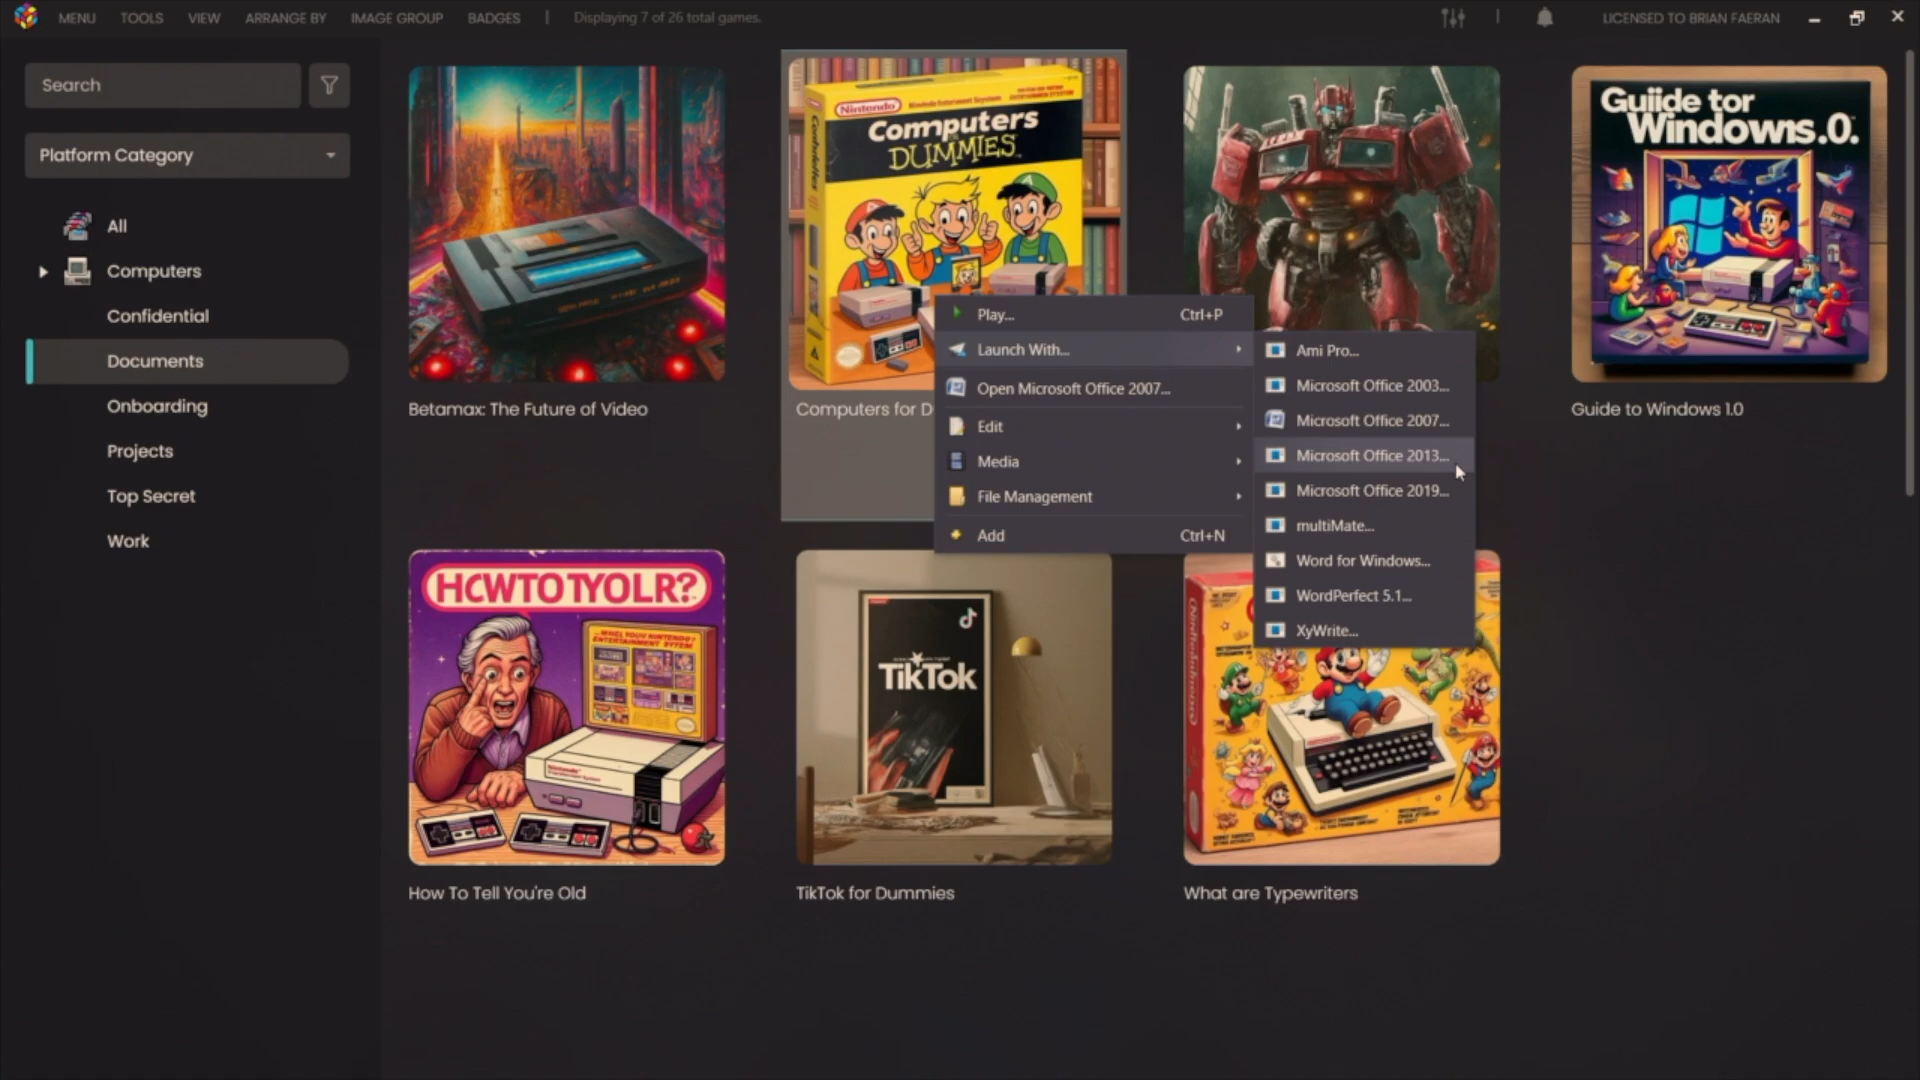 MENU TOOLS VIEW ARRANGE BY IMAGE GROUP BADGES | Displaying 7 of 26 total games. | LICENSED TO BRIAN FAERAN
Search
Platform Category
All
Computers
Confidential
Documents
Onboarding
Projects
Top Secret
Work
Betamax: The Future of Video
Nintendo
Computers
DUMMIES
Computers for D
Guiide tor
Windowns.0.
Guide to Windows 1.0
Play... Ctrl+P
Launch With...
Open Microsoft Office 2007...
Edit
Media
File Management
Add Ctrl+N
Ami Pro...
Microsoft Office 2003...
Microsoft Office 2007...
Microsoft Office 2013...
Microsoft Office 2019...
multiMate...
Word for Windows...
WordPerfect 5.1...
XyWrite...
HCWTO TYOLR?
How To Tell You're Old
TikTok
TikTok for Dummies
What are Typewriters